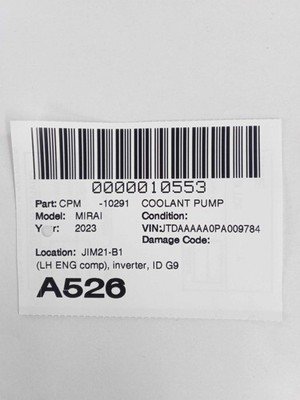 0000010553
Part: CPM -10291 COOLANT PUMP
Model: MIRAI Condition:
Year: 2023 VIN:JTDAAAAA0PA009784
Damage Code:
Location: JIM21-B1
(LH ENG comp), inverter, ID G9
A526